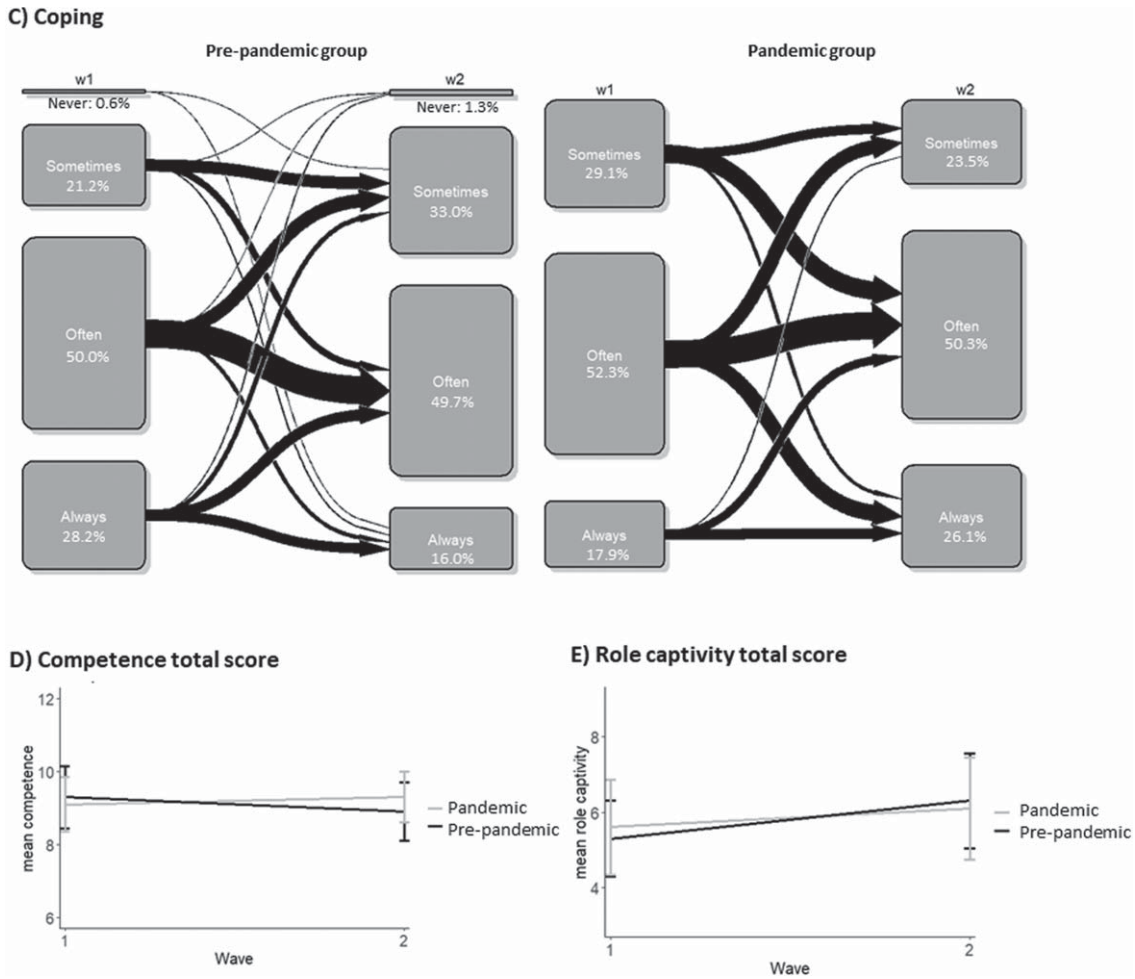 C) Coping
Pre-pandemic group
Pandemic group
w1
w2
Never: 0.6%
Never: 1.3%
Sometimes
21.2%
Sometimes
33.0%
Often
50.0%
Often
49.7%
Always
28.2%
Always
16.0%
w1
w2
Sometimes
29.1%
Sometimes
23.5%
Often
52.3%
Often
50.3%
Always
17.9%
Always
26.1%
D) Competence total score
12
10
8
6
mean competence
1
2
Wave
Pandemic
Pre-pandemic
E) Role captivity total score
8
6
4
mean role captivity
1
2
Wave
Pandemic
Pre-pandemic